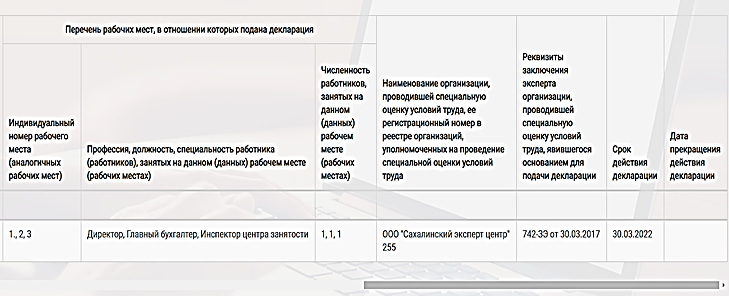 Перечень рабочих мест, в отношении которых подана декларация
Индивидуальный
номер рабочего
места
(аналогичных
рабочих мест)
Профессия, должность, специальность работника
(работников), занятых на данном (данных) рабочем месте
(рабочих местах)
Численность
работников,
занятых на
данном
(данных)
рабочем
месте
(рабочих
местах)
Наименование организации,
проводившей специальную
оценку условий труда, ее
регистрационный номер в
реестре организаций,
уполномоченных на проведение
специальной оценки условий
труда
Реквизиты
заключения
эксперта
организации,
проводившей
специальную
оценку условий
труда, явившегося
основанием для
подачи декларации
Срок
действия
декларации
Дата
прекращения
действия
декларации
1., 2, 3
Директор, Главный бухгалтер, Инспектор центра занятости
1, 1, 1
ООО "Сахалинский эксперт центр"
255
742-ЗЭ от 30.03.2017
30.03.2022